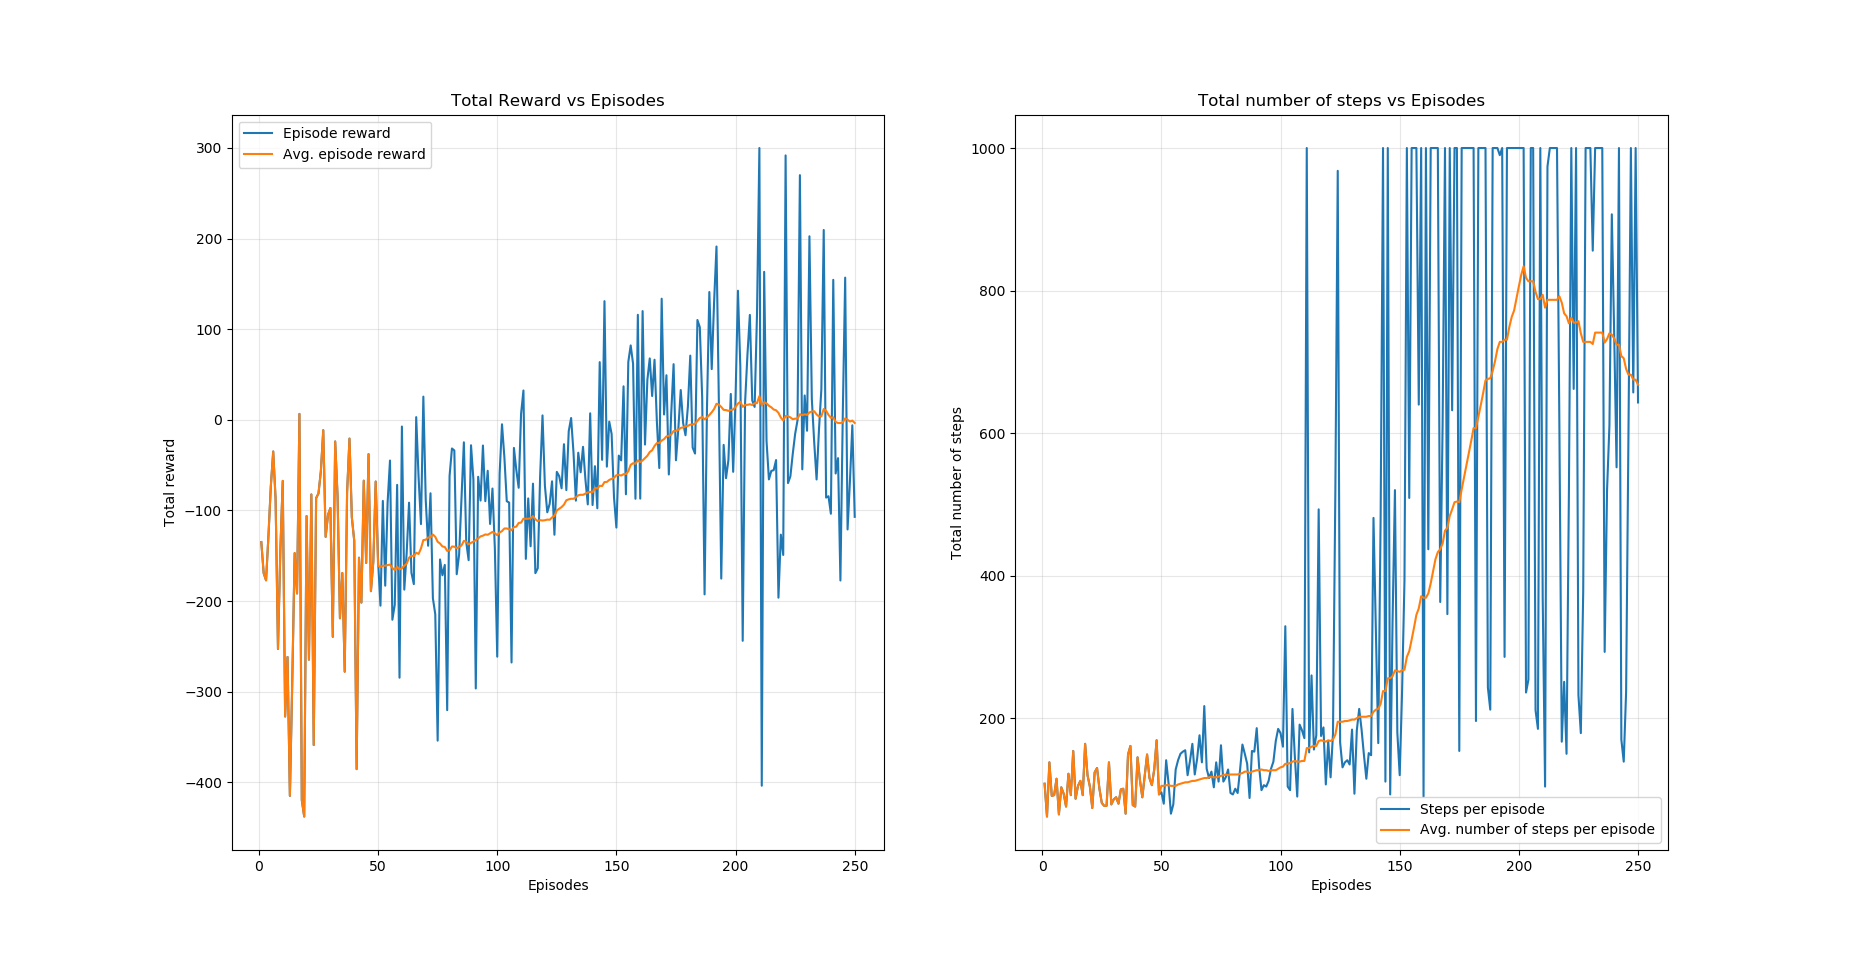 Total Reward vs Episodes
Episode reward
Avg. episode reward
300
200
100
0
−100
−200
−300
−400
Total reward
0
50
100
150
200
250
Episodes
Total number of steps vs Episodes
1000
800
600
400
200
Total number of steps
Steps per episode
Avg. number of steps per episode
0
50
100
150
200
250
Episodes